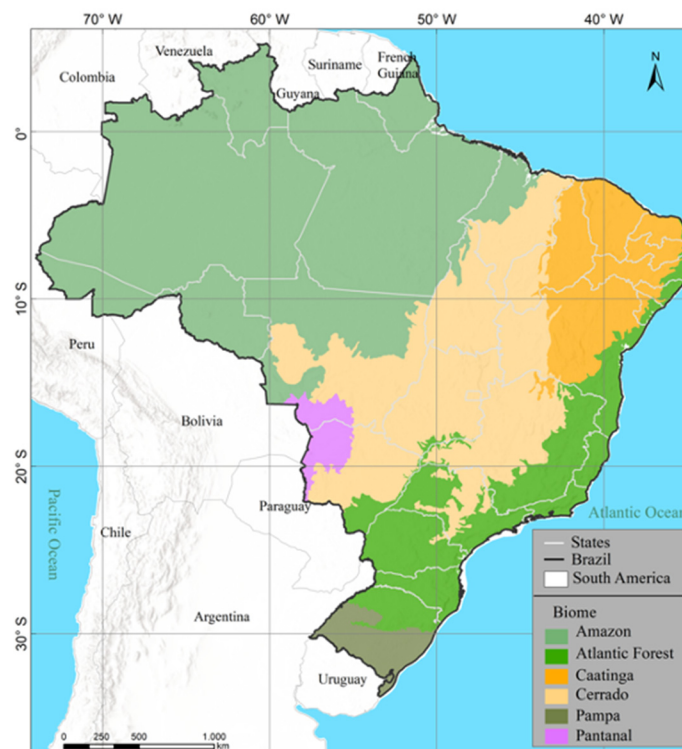 70° W
60° W
50° W
40° W
N
Venezuela
Colombia
Suriname
French
Guiana
Guyana
0°
10°S
Peru
Bolivia
20°S
Paraguay
Pacific Ocean
Chile
Atlantic Ocean
States
Brazil
South America
Argentina
Biome
Amazon
Atlantic Forest
30°S
Caatinga
Cerrado
Uruguay
Pampa
Pantanal
0 250 500 1.000
km